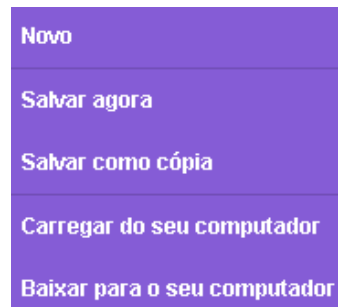 Novo
Salvar agora
Salvar como cópia
Carregar do seu computador
Baixar para o seu computador